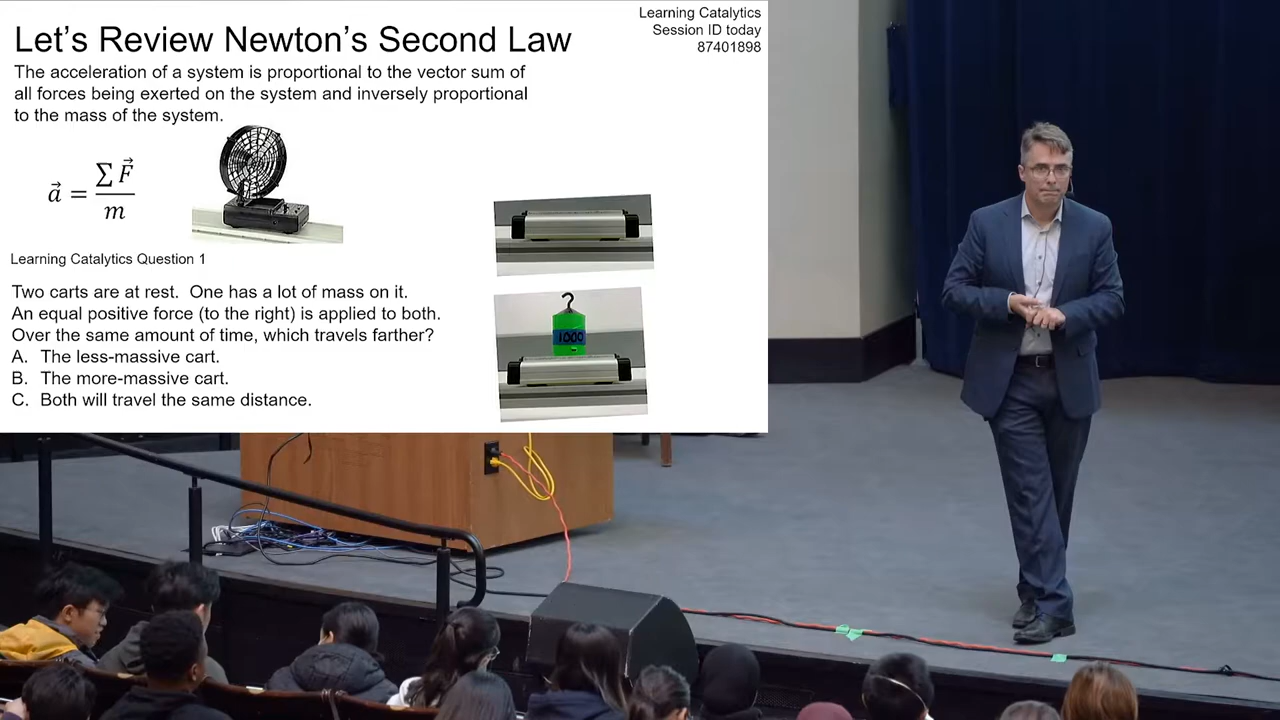 Learning Catalytics
Session ID today
87401898
Let's Review Newton's Second Law
The acceleration of a system is proportional to the vector sum of
all forces being exerted on the system and inversely proportional
to the mass of the system.
a⃗ = ∑ F⃗ / m
Learning Catalytics Question 1
Two carts are at rest. One has a lot of mass on it.
An equal positive force (to the right) is applied to both.
Over the same amount of time, which travels farther?
A. The less-massive cart.
B. The more-massive cart.
C. Both will travel the same distance.
1000